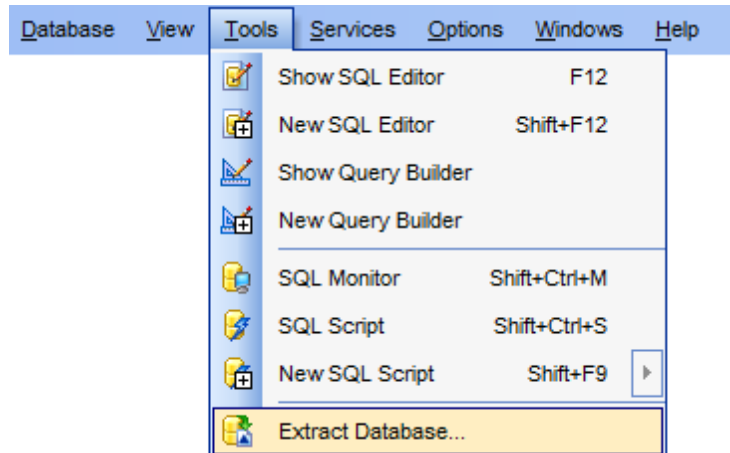 Database View Tools Services Options Windows Help
Show SQL Editor F12
New SQL Editor Shift+F12
Show Query Builder
New Query Builder
SQL Monitor Shift+Ctrl+M
SQL Script Shift+Ctrl+S
New SQL Script Shift+F9
Extract Database...